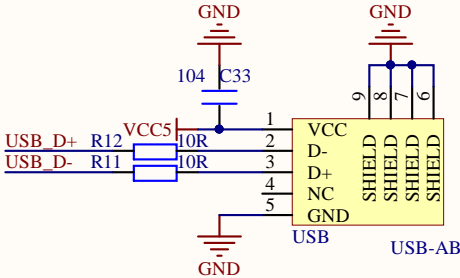 GND
GND
104
C33
9
8
7
6
VCC5
1
VCC
USB_D+
R12
10R
2
D-
USB_D-
R11
10R
3
D+
4
NC
5
GND
SHIELD
SHIELD
SHIELD
SHIELD
USB
USB-AB
GND